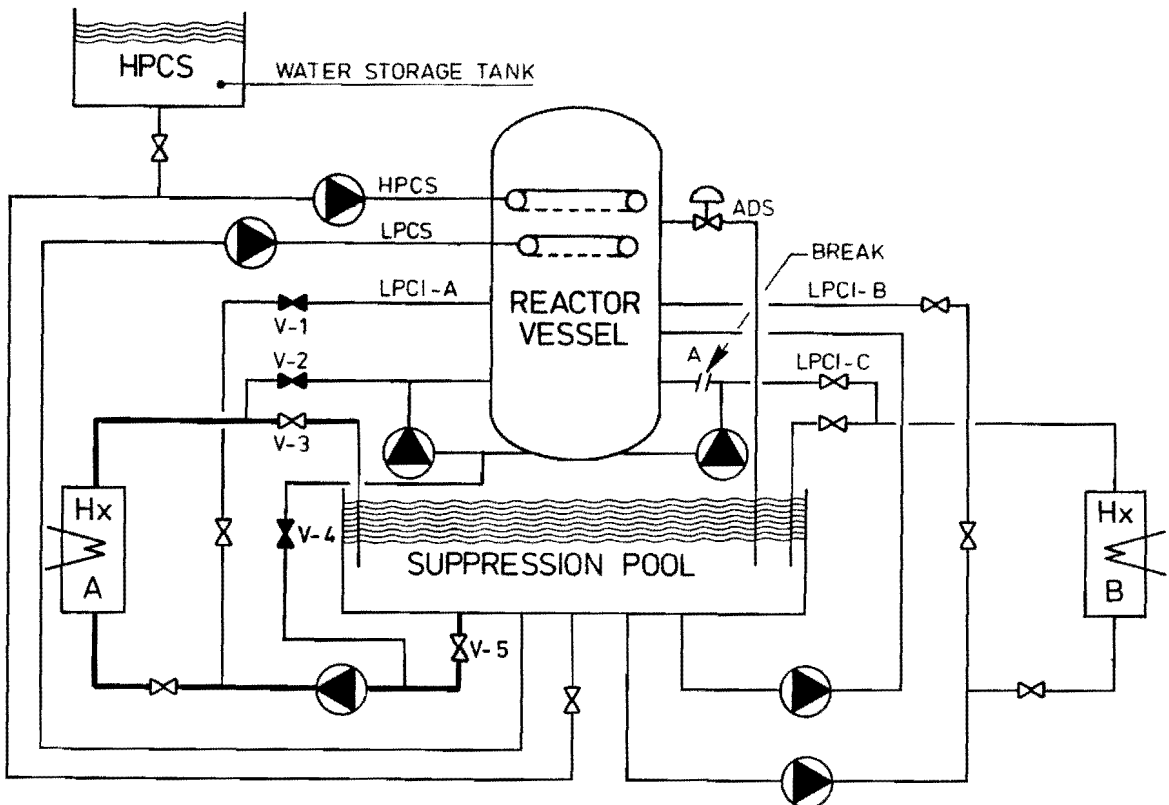 HPCS
WATER STORAGE TANK
HPCS
ADS
LPCS
BREAK
LPCI-A
REACTOR
VESSEL
LPCI-B
V-1
V-2
A
LPCI-C
V-3
Hx
A
V-4
SUPPRESSION POOL
Hx
B
V-5